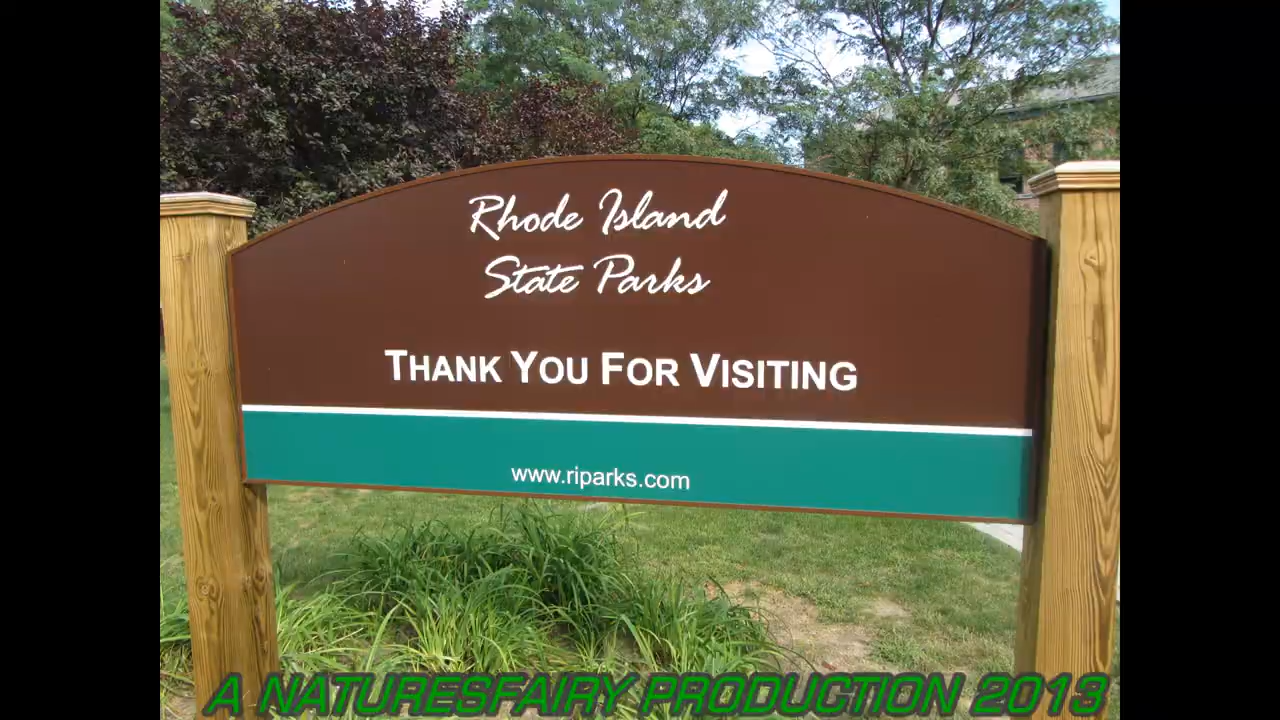 Rhode Island
State Parks
THANK YOU FOR VISITING
www.riparks.com
A NATURESFAIRY PRODUCTION 2013